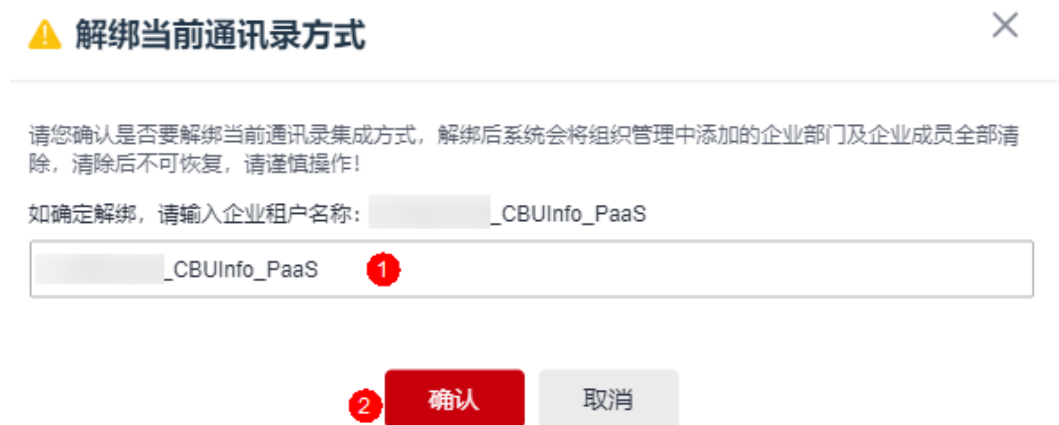 解绑当前通讯录方式
请您确认是否要解绑当前通讯录集成方式，解绑后系统会将组织管理中添加的企业部门及企业成员全部清
除，清除后不可恢复，请谨慎操作！
如确定解绑，请输入企业租户名称： _CBUInfo_PaaS
_CBUInfo_PaaS 1
2 确认 取消